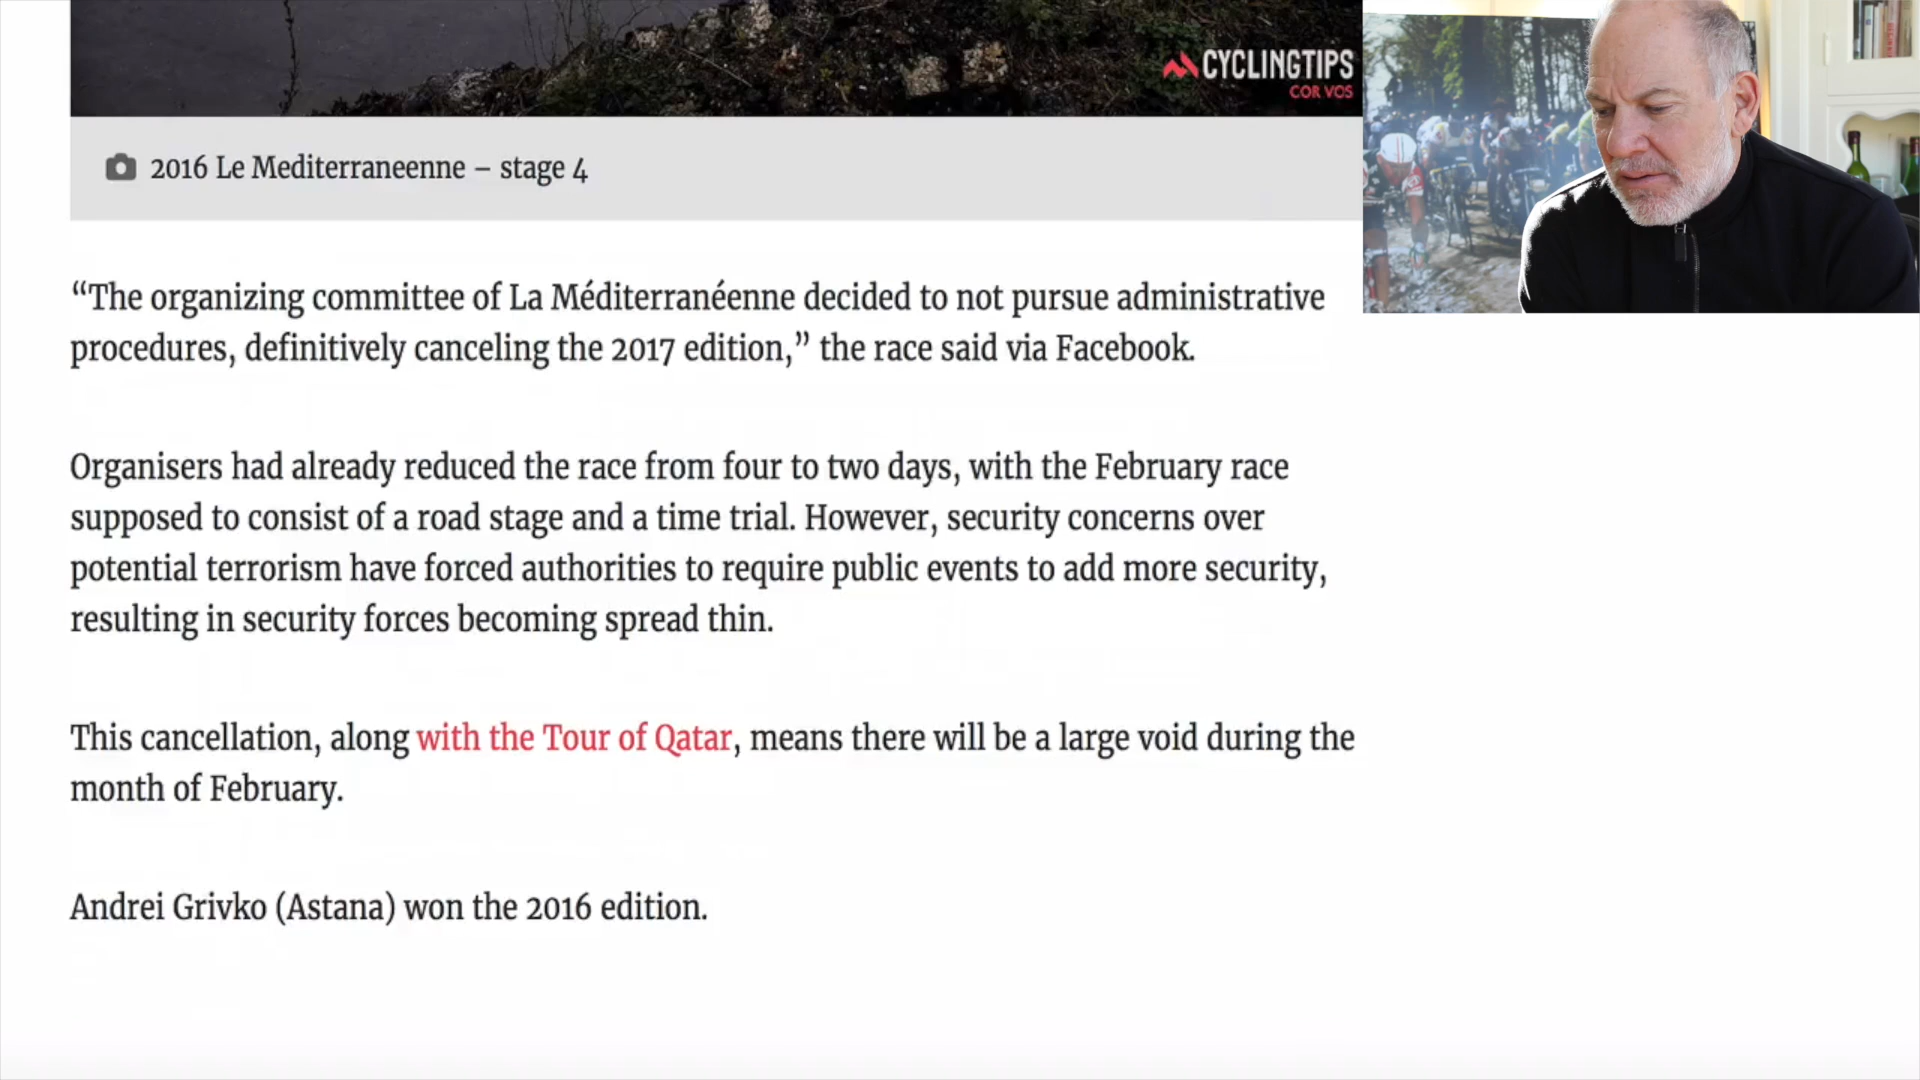 CYCLINGTIPS
COR VOS
2016 Le Mediterraneenne – stage 4
“The organizing committee of La Méditerranéenne decided to not pursue administrative
procedures, definitively canceling the 2017 edition,” the race said via Facebook.
Organisers had already reduced the race from four to two days, with the February race
supposed to consist of a road stage and a time trial. However, security concerns over
potential terrorism have forced authorities to require public events to add more security,
resulting in security forces becoming spread thin.
This cancellation, along with the Tour of Qatar, means there will be a large void during the
month of February.
Andrei Grivko (Astana) won the 2016 edition.